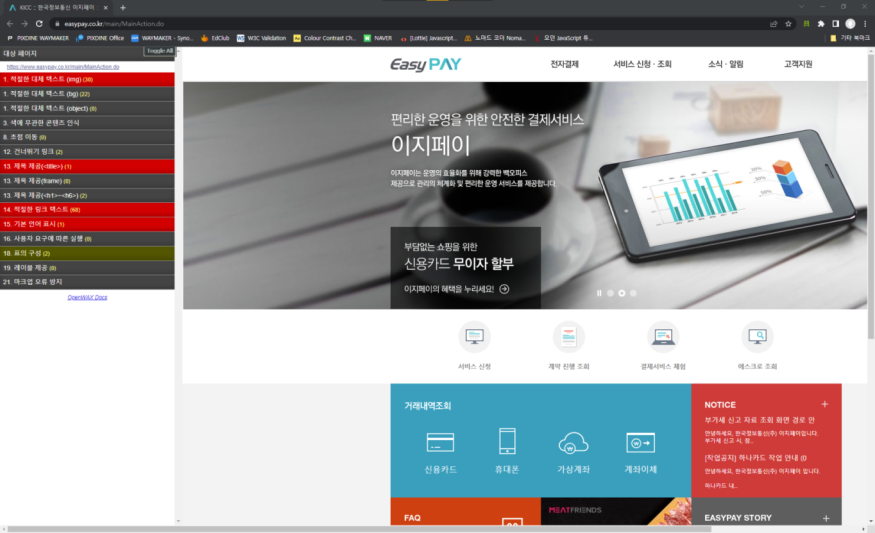 KICC :: 한국정보통신 이지페이
easypay.co.kr/main/MainAction.do
PIXDINE WAYMAKER
PIXDINE Office
WAYMAKER - Syno...
EdClub
W3C Validation
Colour Contrast Ch...
NAVER
[Lottie] Javascript...
노마드 코더 Noma...
모던 JavaScript 튜...
기타 북마크
대상 페이지
Toggle All
https://www.easypay.co.kr/main/MainAction.do
1. 적절한 대체 텍스트 (img) (38)
1. 적절한 대체 텍스트 (bg) (22)
1. 적절한 대체 텍스트 (object) (0)
3. 색에 무관한 콘텐츠 인식
8. 초점 이동 (0)
12. 건너뛰기 링크 (2)
13. 제목 제공(<title>) (1)
13. 제목 제공(frame) (0)
13. 제목 제공(<h1>~<h6>) (2)
14. 적절한 링크 텍스트 (68)
15. 기본 언어 표시 (1)
16. 사용자 요구에 따른 실행 (0)
18. 표의 구성 (2)
19. 레이블 제공 (0)
21. 마크업 오류 방지
OpenWAX Docs
Easy PAY
전자결제
서비스 신청 · 조회
소식 · 알림
고객지원
편리한 운영을 위한 안전한 결제서비스
이지페이
이지페이는 운영의 효율화를 위해 강력한 백오피스
제공으로 관리의 체계화 및 편리한 운영 서비스를 제공합니다.
부담없는 쇼핑을 위한
신용카드 무이자 할부
이지페이의 혜택을 누리세요!
서비스 신청
계약 진행 조회
결제서비스 체험
에스크로 조회
거래내역조회
신용카드
휴대폰
가상계좌
계좌이체
NOTICE
부가세 신고 자료 조회 화면 경로 안
안녕하세요, 한국정보통신(주) 이지페이입니다.
부가세 신고 시, 참...
[작업공지] 하나카드 작업 안내 (0
안녕하세요, 한국정보통신(주) 이지페이 입니다.
하나카드 내...
FAQ
MEATFRIENDS
EASYPAY STORY